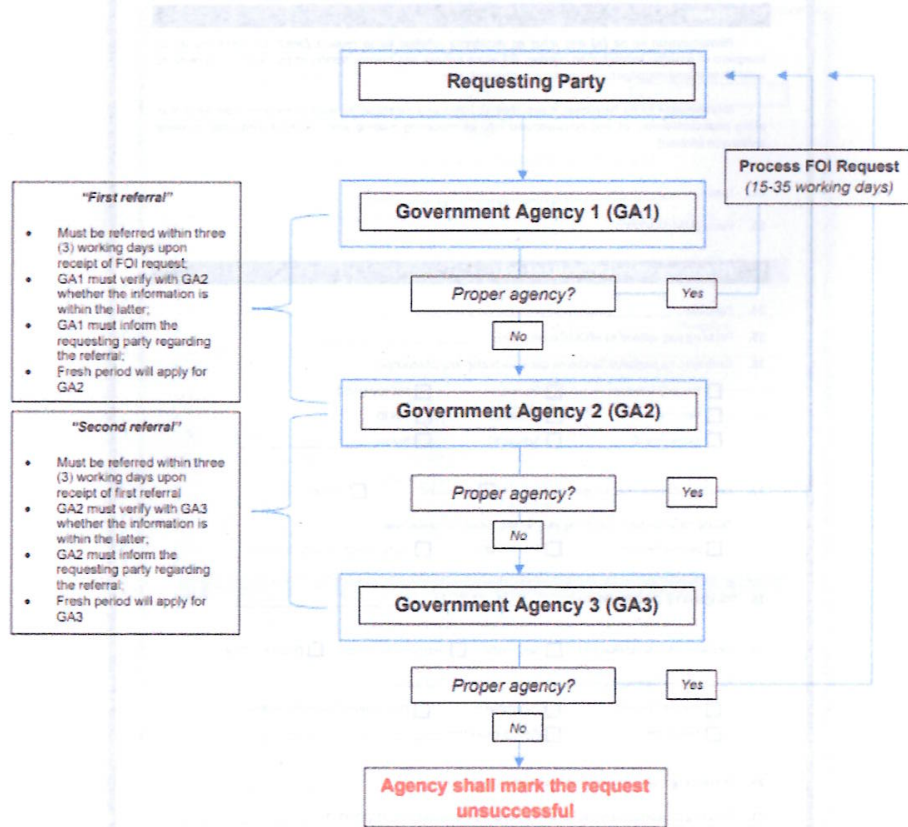 Requesting Party
Process FOI Request
(15-35 working days)
"First referral"
• Must be referred within three
(3) working days upon
receipt of FOI request;
• GA1 must verify with GA2
whether the information is
within the latter;
• GA1 must inform the
requesting party regarding
the referral;
• Fresh period will apply for
GA2
Government Agency 1 (GA1)
Proper agency?
Yes
No
Government Agency 2 (GA2)
"Second referral"
• Must be referred within three
(3) working days upon
receipt of first referral
• GA2 must verify with GA3
whether the information is
within the latter;
• GA2 must inform the
requesting party regarding
the referral;
• Fresh period will apply for
GA3
Proper agency?
Yes
No
Government Agency 3 (GA3)
Proper agency?
Yes
No
Agency shall mark the request
unsuccessful